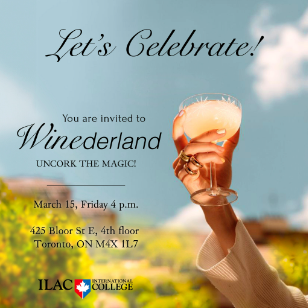 Let's Celebrate!
You are invited to
Winederland
UNCORK THE MAGIC!
March 15, Friday 4 p.m.
425 Bloor St E, 4th floor
Toronto, ON M4X 1L7
ILAC INTERNATIONAL
COLLEGE